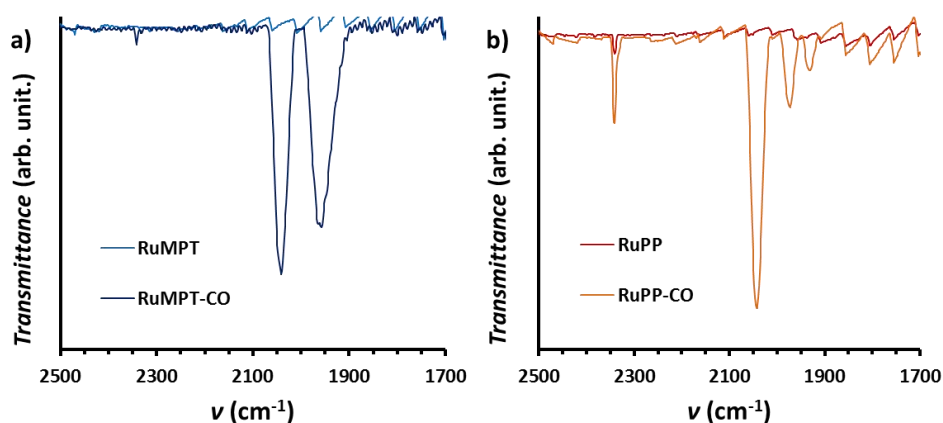 a)
Transmittance (arb. unit.)
RuMPT
RuMPT-CO
2500 2300 2100 1900 1700
ν (cm⁻¹)
b)
Transmittance (arb. unit.)
RuPP
RuPP-CO
2500 2300 2100 1900 1700
ν (cm⁻¹)